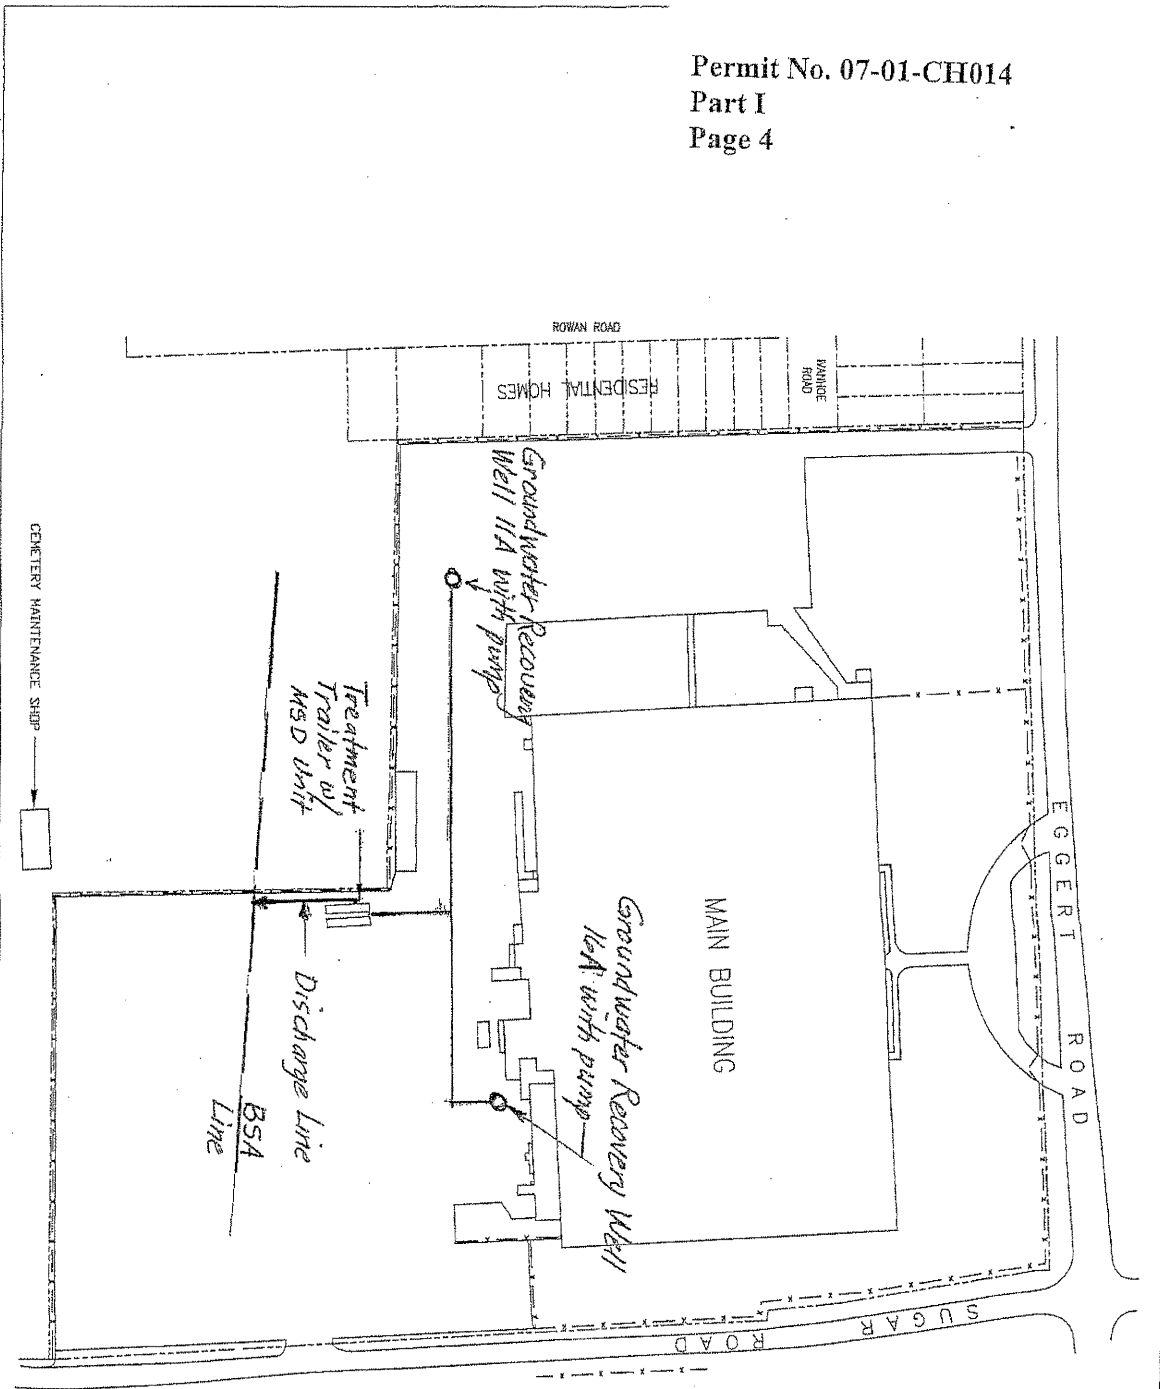 Permit No. 07-01-CH014
Part I
Page 4
ROWAN ROAD
RESIDENTIAL HOMES
WANHOE
ROAD
Groundwater Recovery
Well 11A with pump
CEMETERY MAINTENANCE SHOP
Treatment
Trailer w/
MSD Unit
EGGERT ROAD
MAIN BUILDING
Groundwater Recovery Well
16A with pump
Discharge Line
BSA
Line
SUGAR ROAD